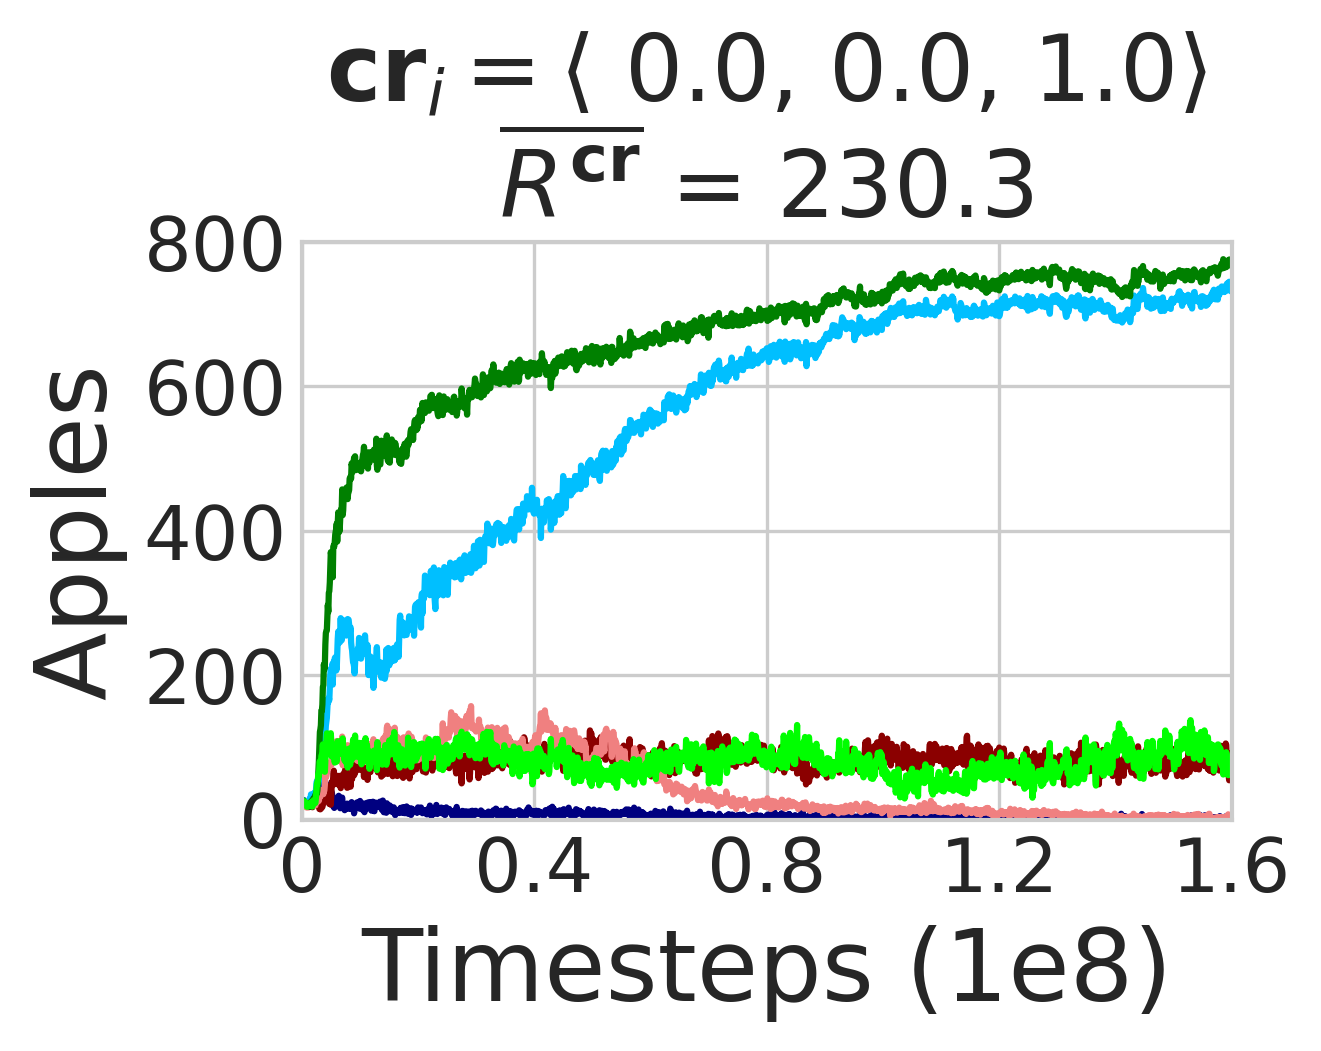 cr_i = ⟨ 0.0, 0.0, 1.0⟩
\overline{R^{cr}} = 230.3
800
600
400
200
0
Apples
0 0.4 0.8 1.2 1.6
Timesteps (1e8)